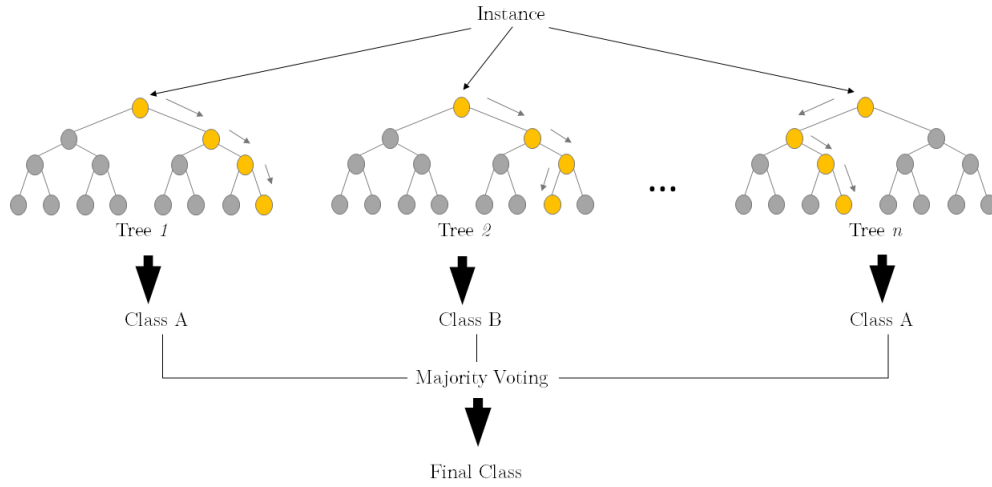 Instance
...
Tree 1
Tree 2
Tree n
Class A
Class B
Class A
Majority Voting
Final Class